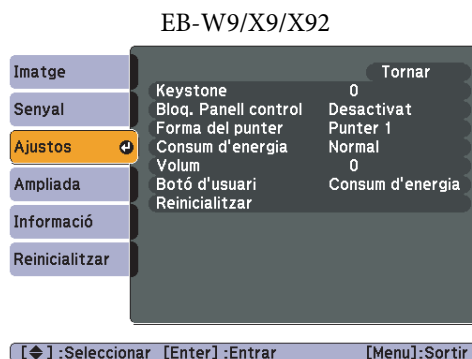 EB-W9/X9/X92
Imatge
Senyal
Ajustos
Ampliada
Informació
Reinicialitzar
Tornar
Keystone 0
Bloq. Panell control Desactivat
Forma del punter Punter 1
Consum d'energia Normal
Volum 0
Botó d'usuari Consum d'energia
Reinicialitzar
[◆] :Seleccionar [Enter] :Entrar [Menu]:Sortir